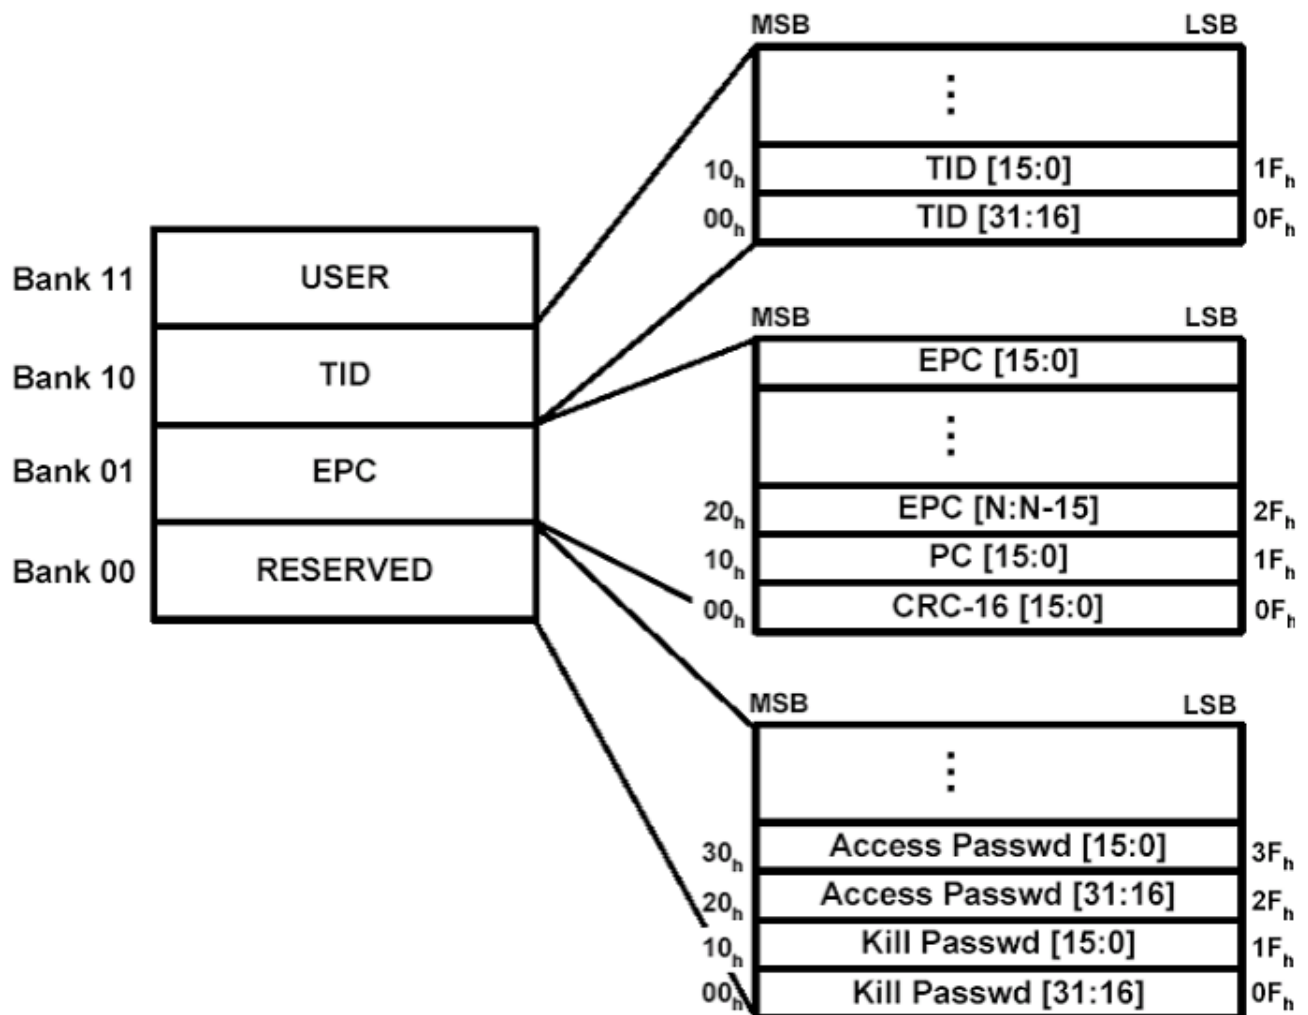 MSB LSB
⋮
10h TID [15:0] 1Fh
00h TID [31:16] 0Fh
Bank 11 USER
Bank 10 TID
Bank 01 EPC
Bank 00 RESERVED
MSB LSB
EPC [15:0]
⋮
20h EPC [N:N-15] 2Fh
10h PC [15:0] 1Fh
00h CRC-16 [15:0] 0Fh
MSB LSB
⋮
30h Access Passwd [15:0] 3Fh
20h Access Passwd [31:16] 2Fh
10h Kill Passwd [15:0] 1Fh
00h Kill Passwd [31:16] 0Fh